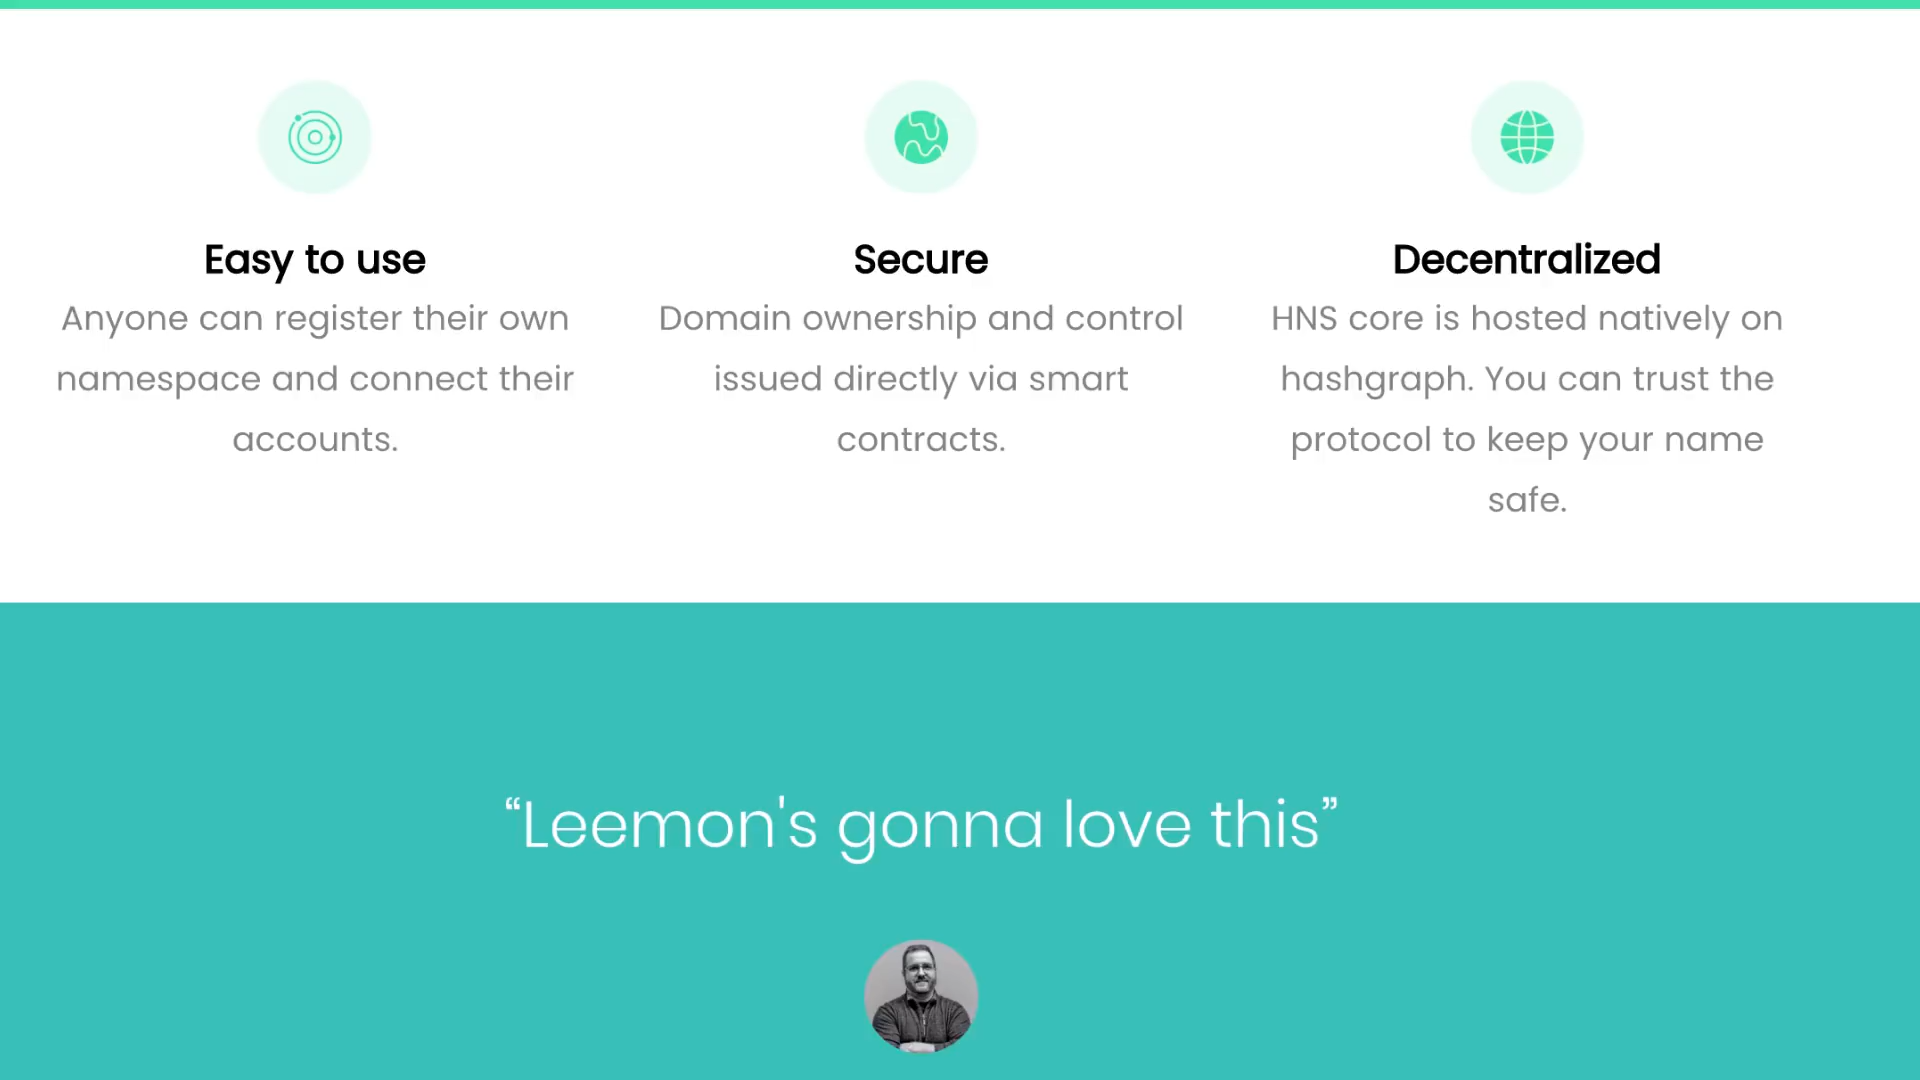 Easy to use
Anyone can register their own
namespace and connect their
accounts.
Secure
Domain ownership and control
issued directly via smart
contracts.
Decentralized
HNS core is hosted natively on
hashgraph. You can trust the
protocol to keep your name
safe.
“Leemon's gonna love this”